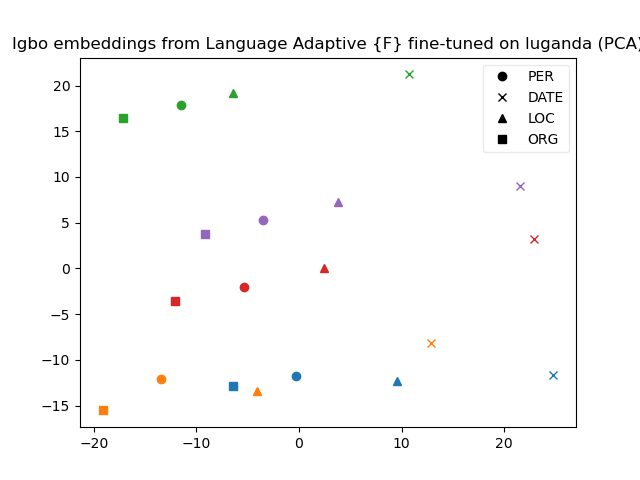 Igbo embeddings from Language Adaptive {F} fine-tuned on luganda (PCA)
20
15
10
5
0
−5
−10
−15
−20
−10
0
10
20
PER
DATE
LOC
ORG